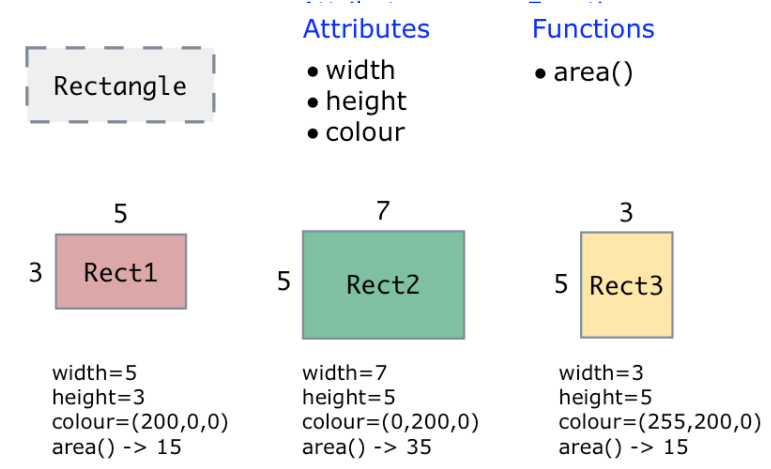 Attributes Functions
Rectangle
• width
• height
• colour
• area()
5 7 3
3 Rect1 5 Rect2 5 Rect3
width=5 width=7 width=3
height=3 height=5 height=5
colour=(200,0,0) colour=(0,200,0) colour=(255,200,0)
area() -> 15 area() -> 35 area() -> 15